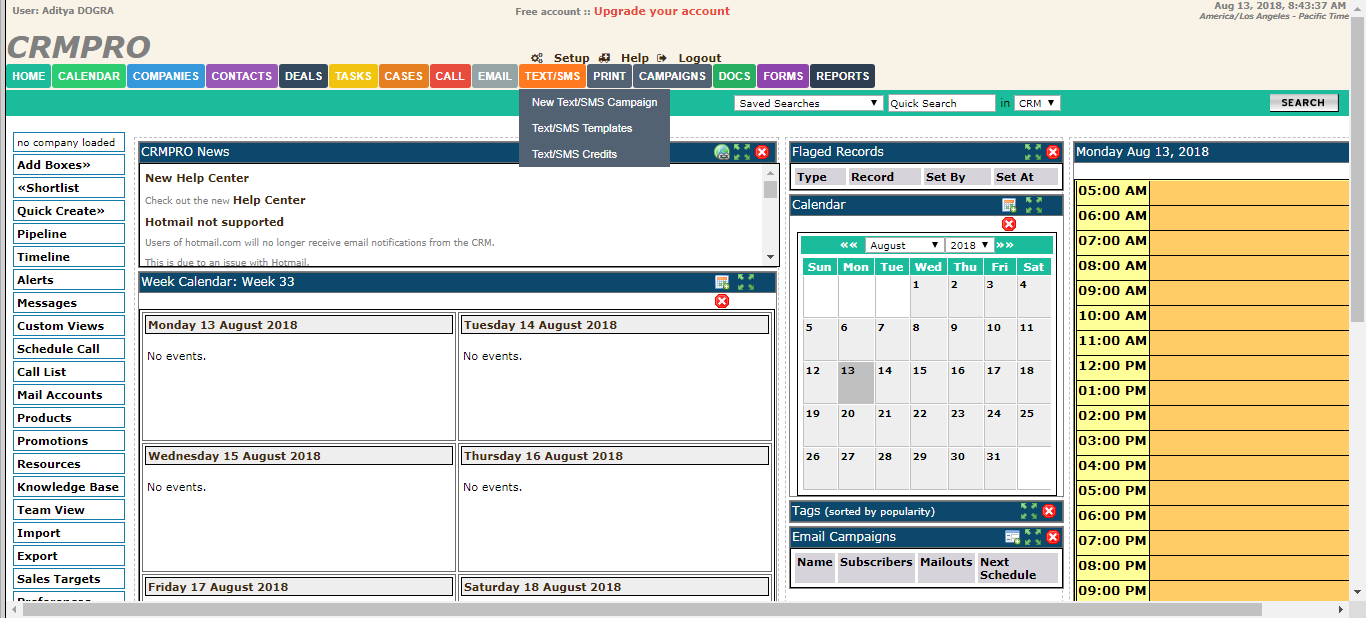 User: Aditya DOGRA
Free account :: Upgrade your account
Aug 13, 2018, 8:43:37 AM
America/Los Angeles - Pacific Time
CRMPRO
Setup Help Logout
HOME CALENDAR COMPANIES CONTACTS DEALS TASKS CASES CALL EMAIL TEXT/SMS PRINT CAMPAIGNS DOCS FORMS REPORTS
New Text/SMS Campaign
Text/SMS Templates
Text/SMS Credits
Saved Searches Quick Search in CRM SEARCH
no company loaded
Add Boxes»
«Shortlist
Quick Create»
Pipeline
Timeline
Alerts
Messages
Custom Views
Schedule Call
Call List
Mail Accounts
Products
Promotions
Resources
Knowledge Base
Team View
Import
Export
Sales Targets
Preferences
CRMPRO News
New Help Center
Check out the new Help Center
Hotmail not supported
Users of hotmail.com will no longer receive email notifications from the CRM.
This is due to an issue with Hotmail.
Week Calendar: Week 33
Monday 13 August 2018
No events.
Tuesday 14 August 2018
No events.
Wednesday 15 August 2018
No events.
Thursday 16 August 2018
No events.
Friday 17 August 2018
Saturday 18 August 2018
Flaged Records
Type Record Set By Set At
Calendar
«« August 2018 »»
Sun Mon Tue Wed Thu Fri Sat
1 2 3 4
5 6 7 8 9 10 11
12 13 14 15 16 17 18
19 20 21 22 23 24 25
26 27 28 29 30 31
Tags (sorted by popularity)
Email Campaigns
Name Subscribers Mailouts Next
Schedule
Monday Aug 13, 2018
05:00 AM
06:00 AM
07:00 AM
08:00 AM
09:00 AM
10:00 AM
11:00 AM
12:00 PM
01:00 PM
02:00 PM
03:00 PM
04:00 PM
05:00 PM
06:00 PM
07:00 PM
08:00 PM
09:00 PM